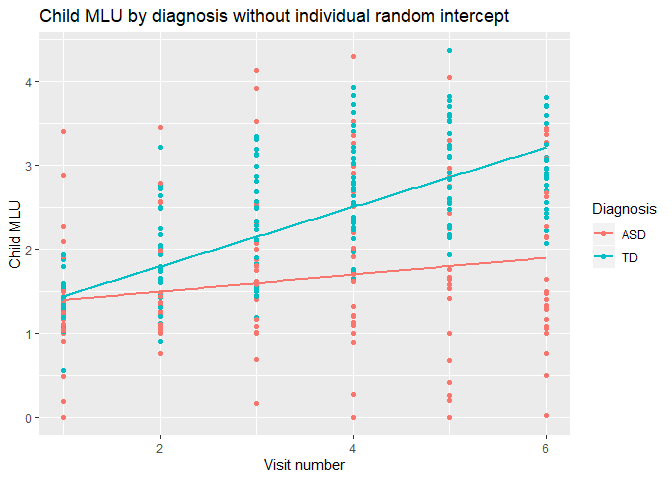 Child MLU by diagnosis without individual random intercept
4
3
2
1
0
Child MLU
2
4
6
Visit number
Diagnosis
ASD
TD